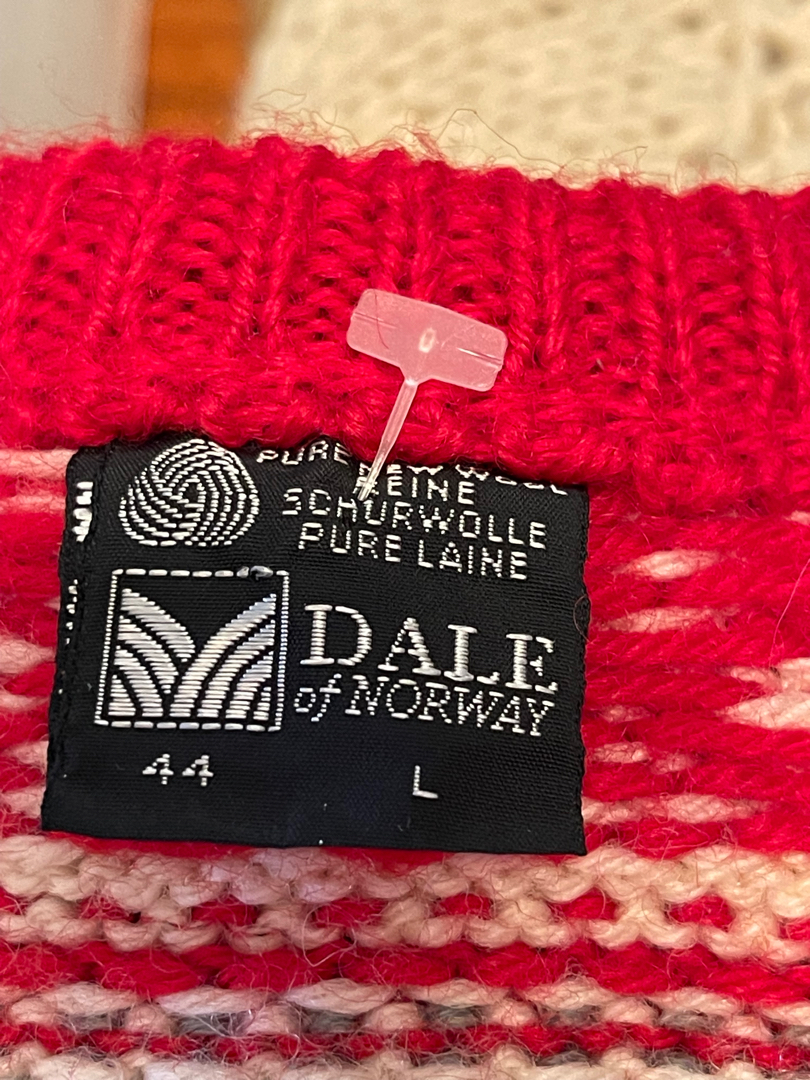 PURE NEW WOOL
REINE
SCHURWOLLE
PURE LAINE
DALE
of NORWAY
44 L